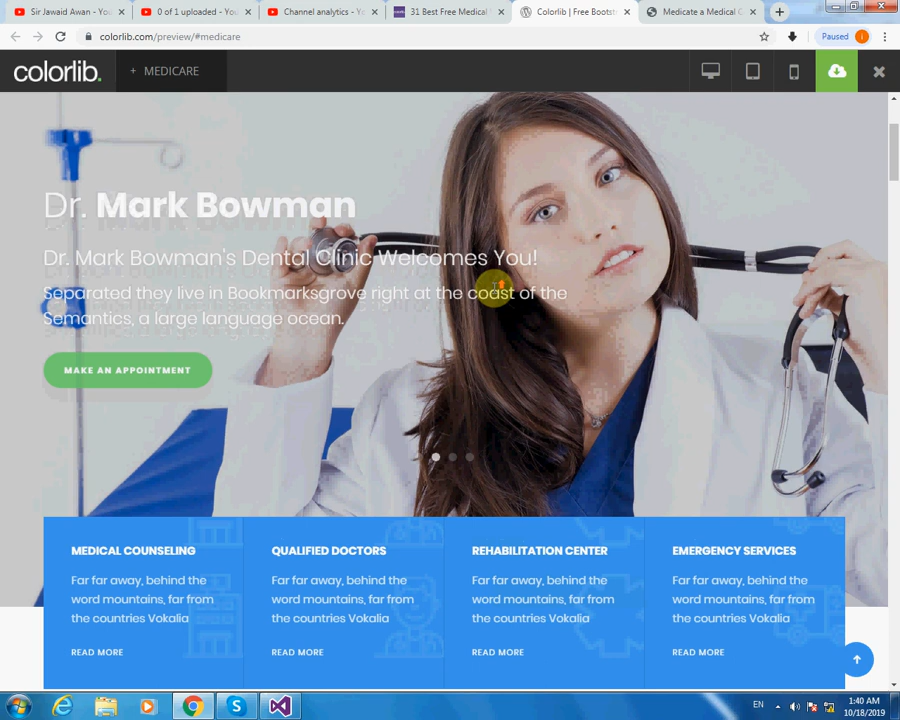 Sir Jawaid Awan - You
0 of 1 uploaded - You
Channel analytics - Yo
31 Best Free Medical
Colorlib | Free Bootst
Medicate a Medical
colorlib.com/preview/#medicare
Paused
colorlib.
+ MEDICARE
Dr. Mark Bowman
Dr. Mark Bowman's Dental Clinic Welcomes You!
Separated they live in Bookmarksgrove right at the coast of the
Semantics, a large language ocean.
MAKE AN APPOINTMENT
MEDICAL COUNSELING
Far far away, behind the
word mountains, far from
the countries Vokalia
READ MORE
QUALIFIED DOCTORS
Far far away, behind the
word mountains, far from
the countries Vokalia
READ MORE
REHABILITATION CENTER
Far far away, behind the
word mountains, far from
the countries Vokalia
READ MORE
EMERGENCY SERVICES
Far far away, behind the
word mountains, far from
the countries Vokalia
READ MORE
EN
1:40 AM
10/18/2019